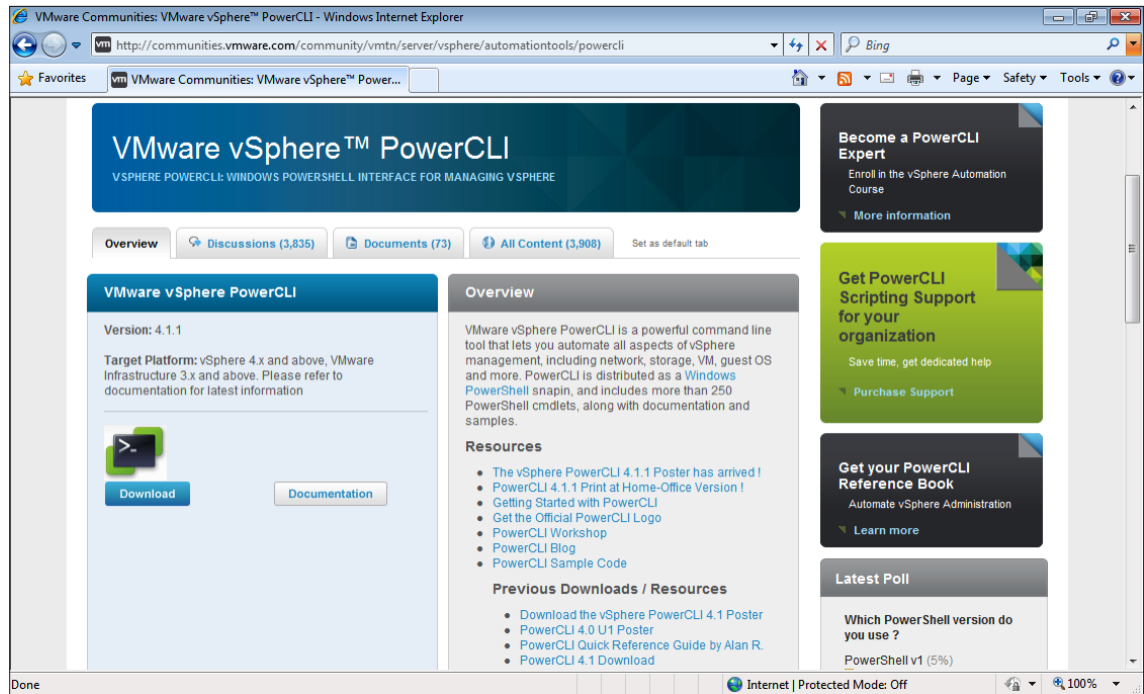 VMware Communities: VMware vSphere™ PowerCLI - Windows Internet Explorer
http://communities.vmware.com/community/vmtn/server/vsphere/automationtools/powercli
Bing
Favorites
VMware Communities: VMware vSphere™ Power...
Page
Safety
Tools
VMware vSphere™ PowerCLI
VSPHERE POWERCLI: WINDOWS POWERSHELL INTERFACE FOR MANAGING VSPHERE
Overview
Discussions (3,835)
Documents (73)
All Content (3,908)
Set as default tab
VMware vSphere PowerCLI
Version: 4.1.1
Target Platform: vSphere 4.x and above, VMware
Infrastructure 3.x and above. Please refer to
documentation for latest information
>_
Download
Documentation
Overview
VMware vSphere PowerCLI is a powerful command line
tool that lets you automate all aspects of vSphere
management, including network, storage, VM, guest OS
and more. PowerCLI is distributed as a Windows
PowerShell snapin, and includes more than 250
PowerShell cmdlets, along with documentation and
samples.
Resources
The vSphere PowerCLI 4.1.1 Poster has arrived !
PowerCLI 4.1.1 Print at Home-Office Version !
Getting Started with PowerCLI
Get the Official PowerCLI Logo
PowerCLI Workshop
PowerCLI Blog
PowerCLI Sample Code
Previous Downloads / Resources
Download the vSphere PowerCLI 4.1 Poster
PowerCLI 4.0 U1 Poster
PowerCLI Quick Reference Guide by Alan R.
PowerCLI 4.1 Download
Become a PowerCLI
Expert
Enroll in the vSphere Automation
Course
More information
Get PowerCLI
Scripting Support
for your
organization
Save time, get dedicated help
Purchase Support
Get your PowerCLI
Reference Book
Automate vSphere Administration
Learn more
Latest Poll
Which PowerShell version do
you use ?
PowerShell v1 (5%)
Done
Internet | Protected Mode: Off
100%